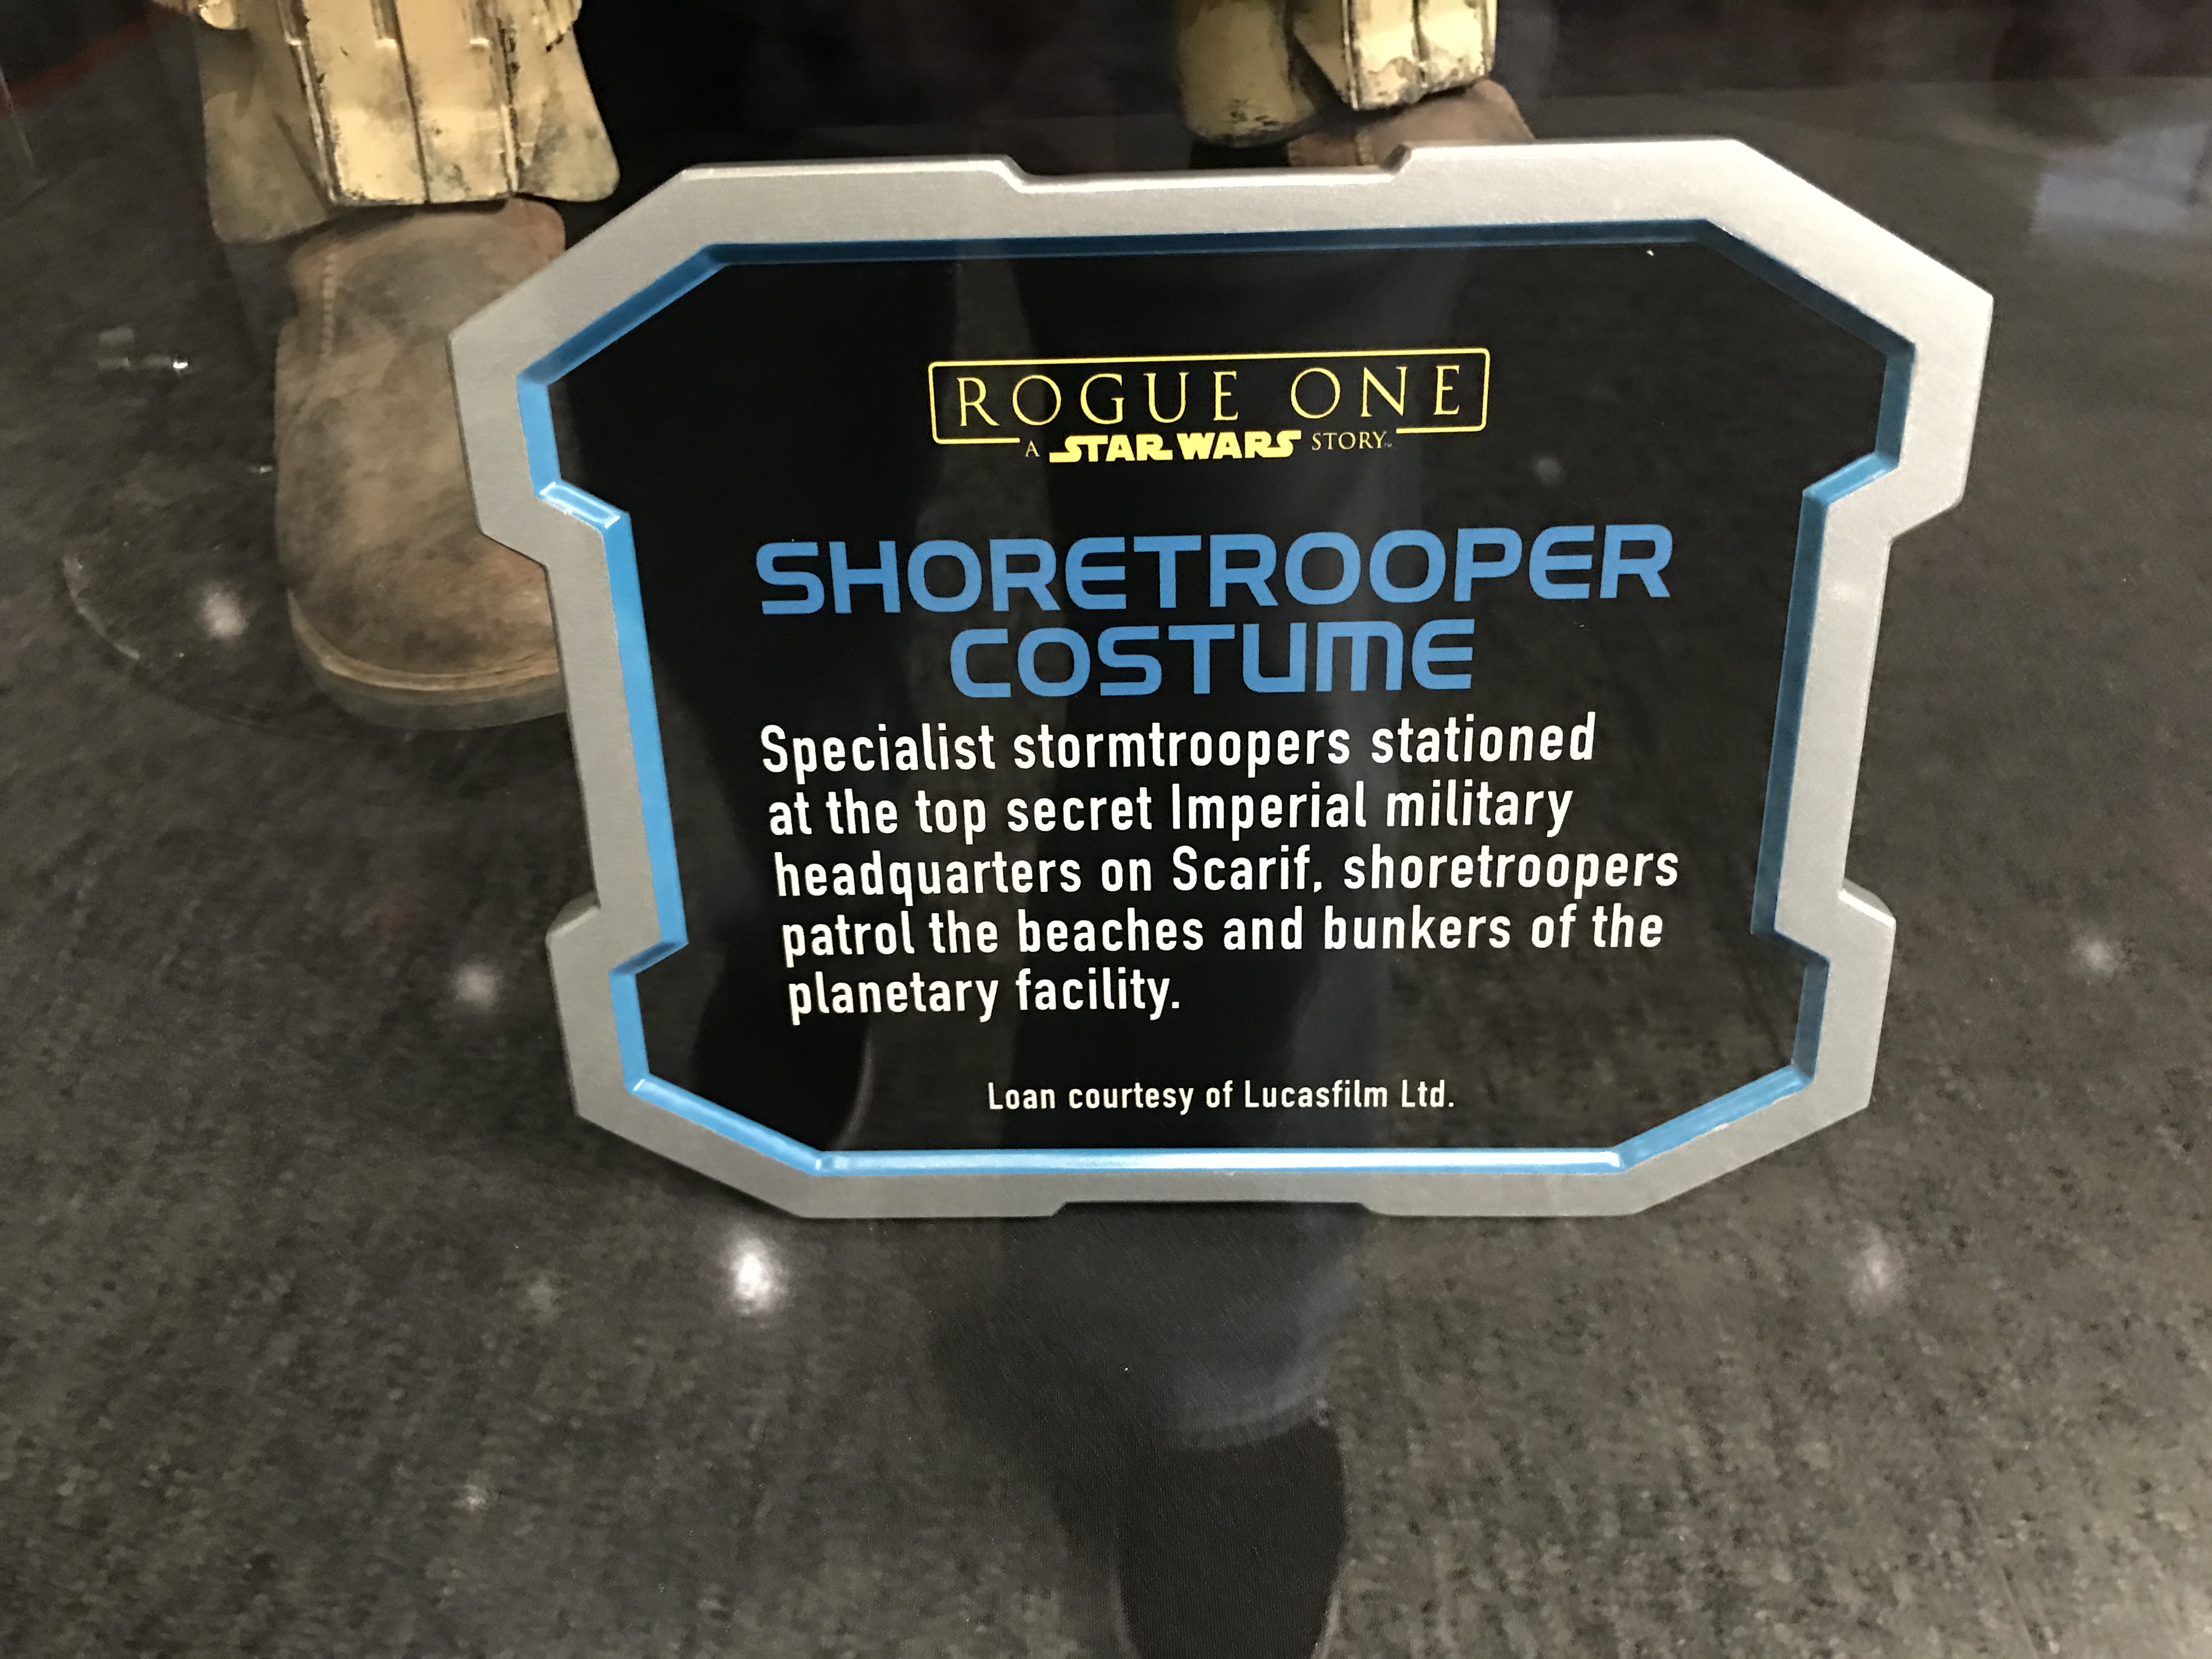 ROGUE ONE
A STAR WARS STORY™
SHORETROOPER
COSTUME
Specialist stormtroopers stationed
at the top secret Imperial military
headquarters on Scarif, shoretroopers
patrol the beaches and bunkers of the
planetary facility.
Loan courtesy of Lucasfilm Ltd.